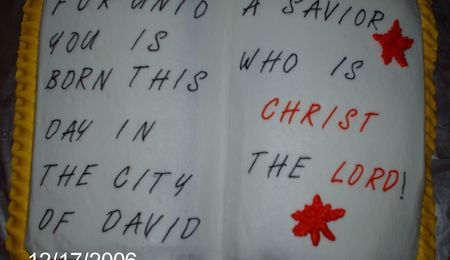 FOR UNTO
YOU IS
BORN THIS
DAY IN
THE CITY
OF DAVID
A SAVIOR
WHO IS
CHRIST
THE LORD!
12/17/2006